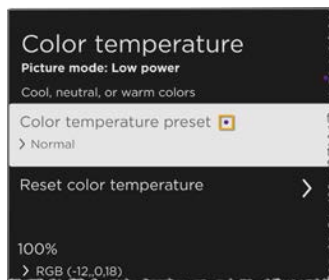 Color temperature
Picture mode: Low power
Cool, neutral, or warm colors
Color temperature preset
> Normal
Reset color temperature >
100%
> RGB (-12,,0,18)